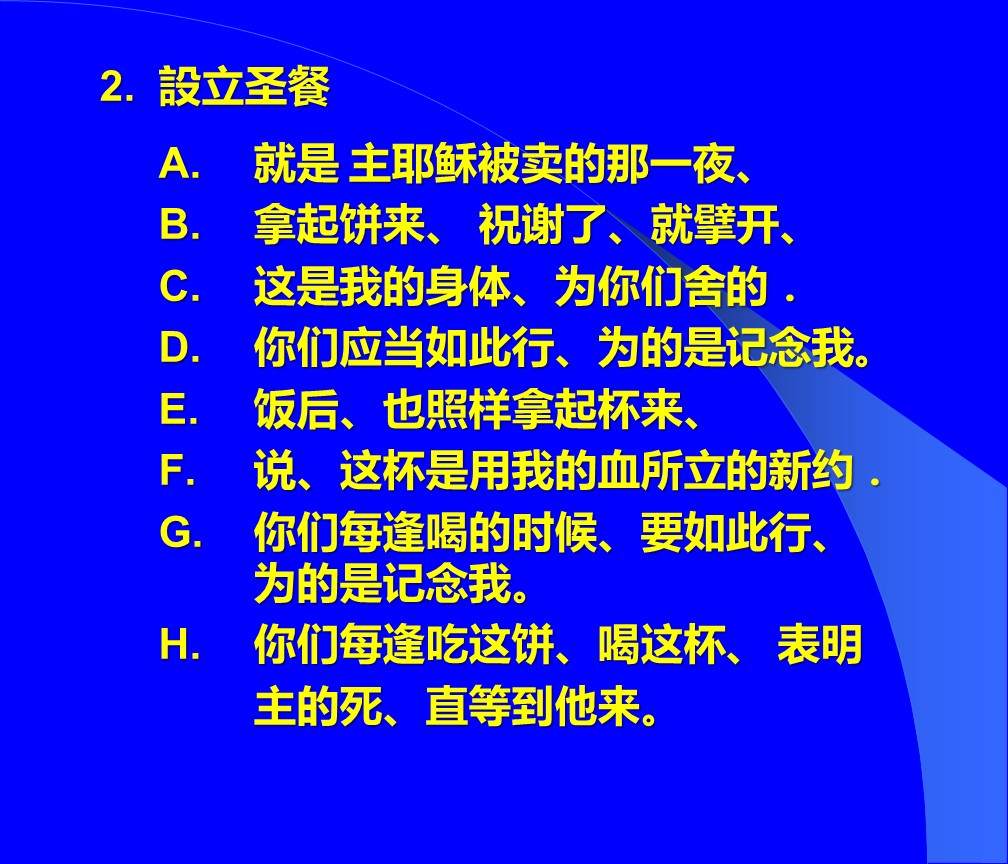 2. 設立圣餐
A. 就是 主耶稣被卖的那一夜、
B. 拿起饼来、 祝谢了、就擘开、
C. 这是我的身体、为你们舍的．
D. 你们应当如此行、为的是记念我。
E. 饭后、也照样拿起杯来、
F. 说、这杯是用我的血所立的新约．
G. 你们每逢喝的时候、要如此行、
为的是记念我。
H. 你们每逢吃这饼、喝这杯、 表明
主的死、直等到他来。